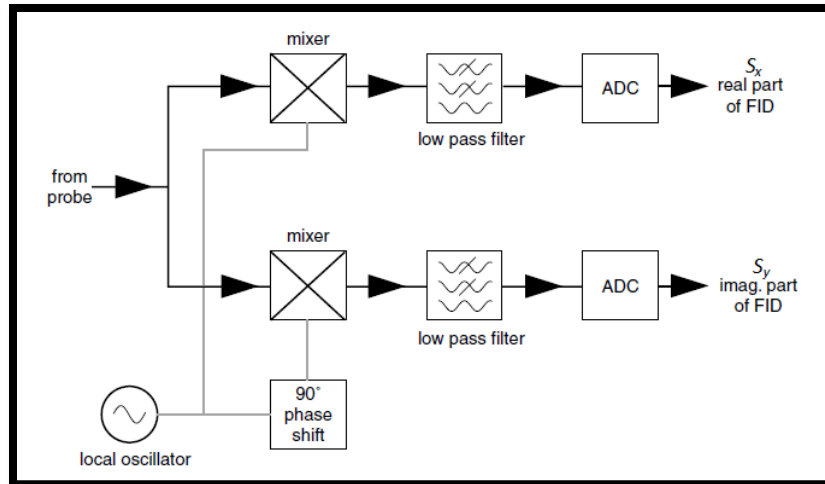 mixer
ADC
Sx
real part
of FID
low pass filter
from
probe
mixer
ADC
Sy
imag. part
of FID
low pass filter
90°
phase
shift
local oscillator